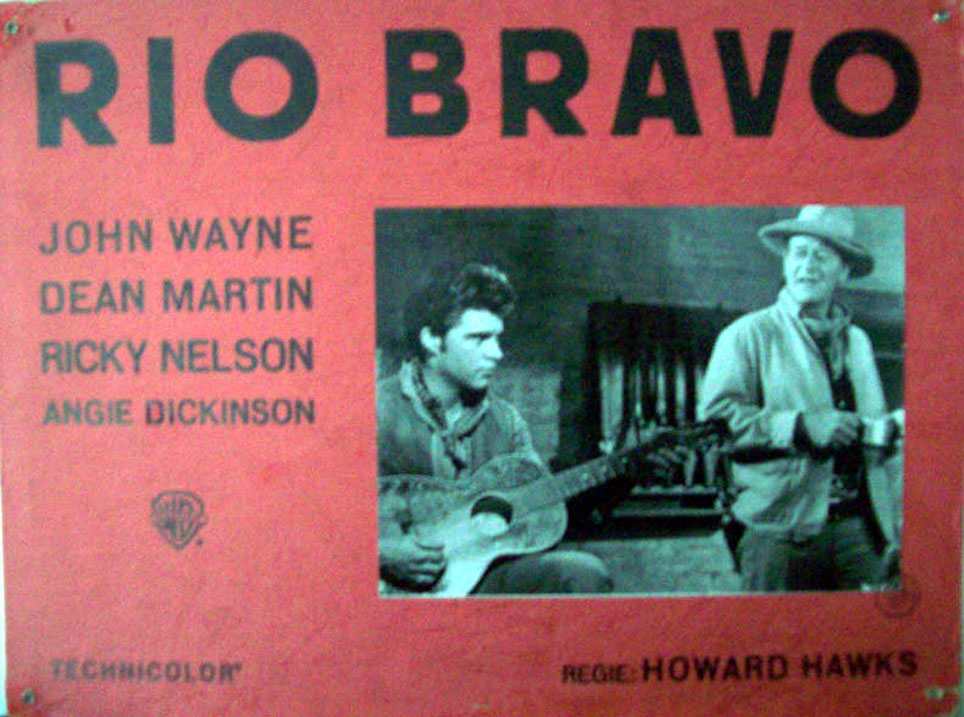 RIO BRAVO
JOHN WAYNE
DEAN MARTIN
RICKY NELSON
ANGIE DICKINSON
TECHNICOLOR®
REGIE: HOWARD HAWKS